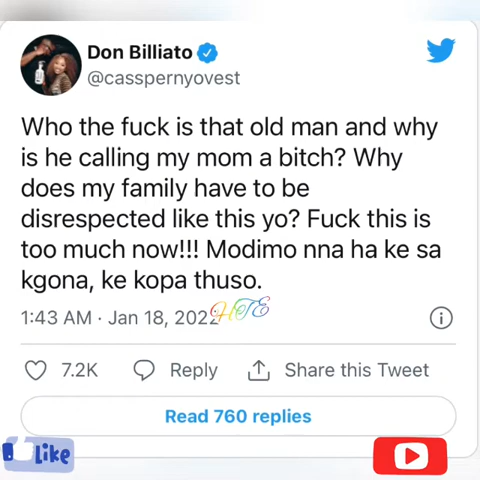 Don Billiato
@casspernyovest
Who the fuck is that old man and why
is he calling my mom a bitch? Why
does my family have to be
disrespected like this yo? Fuck this is
too much now!!! Modimo nna ha ke sa
kgona, ke kopa thuso.
1:43 AM · Jan 18, 2022
HOTE
7.2K Reply Share this Tweet
Read 760 replies
like